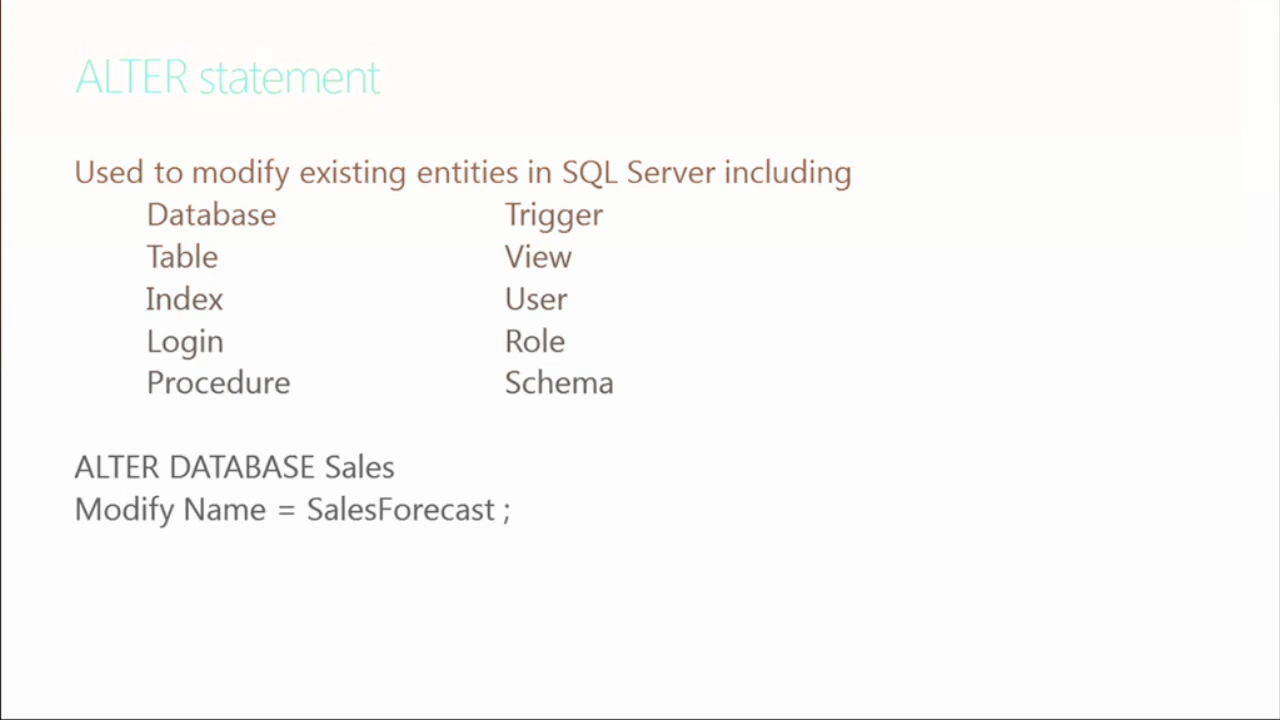 ALTER statement
Used to modify existing entities in SQL Server including
Database Trigger
Table View
Index User
Login Role
Procedure Schema
ALTER DATABASE Sales
Modify Name = SalesForecast ;